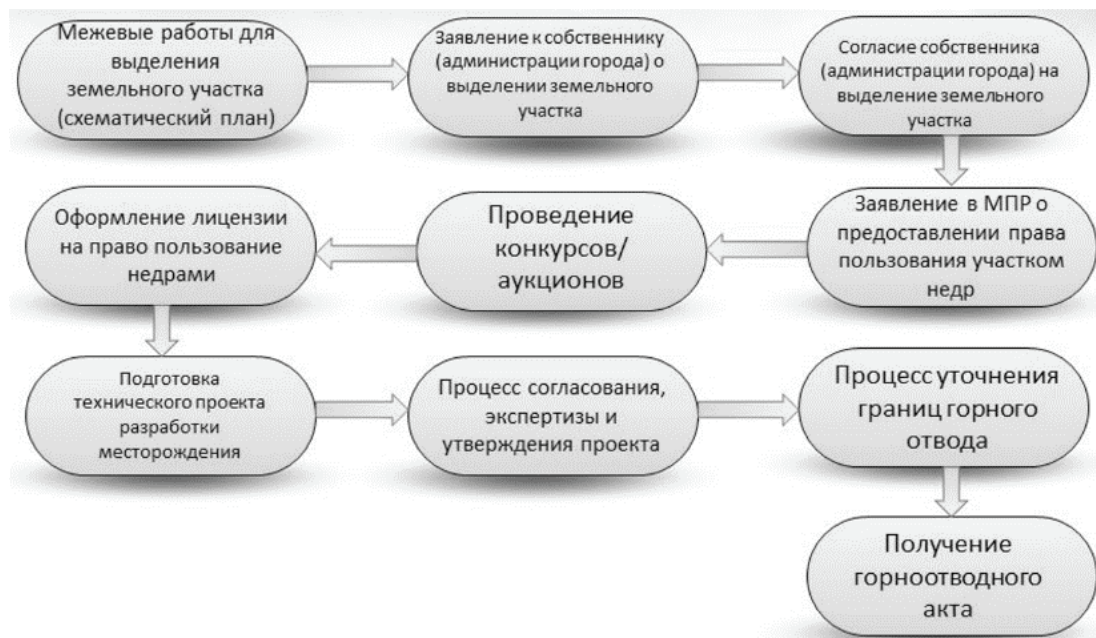 Межевые работы для
выделения
земельного участка
(схематический план)
Заявление к собственнику
(администрации города) о
выделении земельного
участка
Согласие собственника
(администрации города) на
выделение земельного
участка
Заявление в МПР о
предоставлении права
пользования участком
недр
Проведение
конкурсов/
аукционов
Оформление лицензии
на право пользование
недрами
Подготовка
технического проекта
разработки
месторождения
Процесс согласования,
экспертизы и
утверждения проекта
Процесс уточнения
границ горного
отвода
Получение
горноотводного
акта